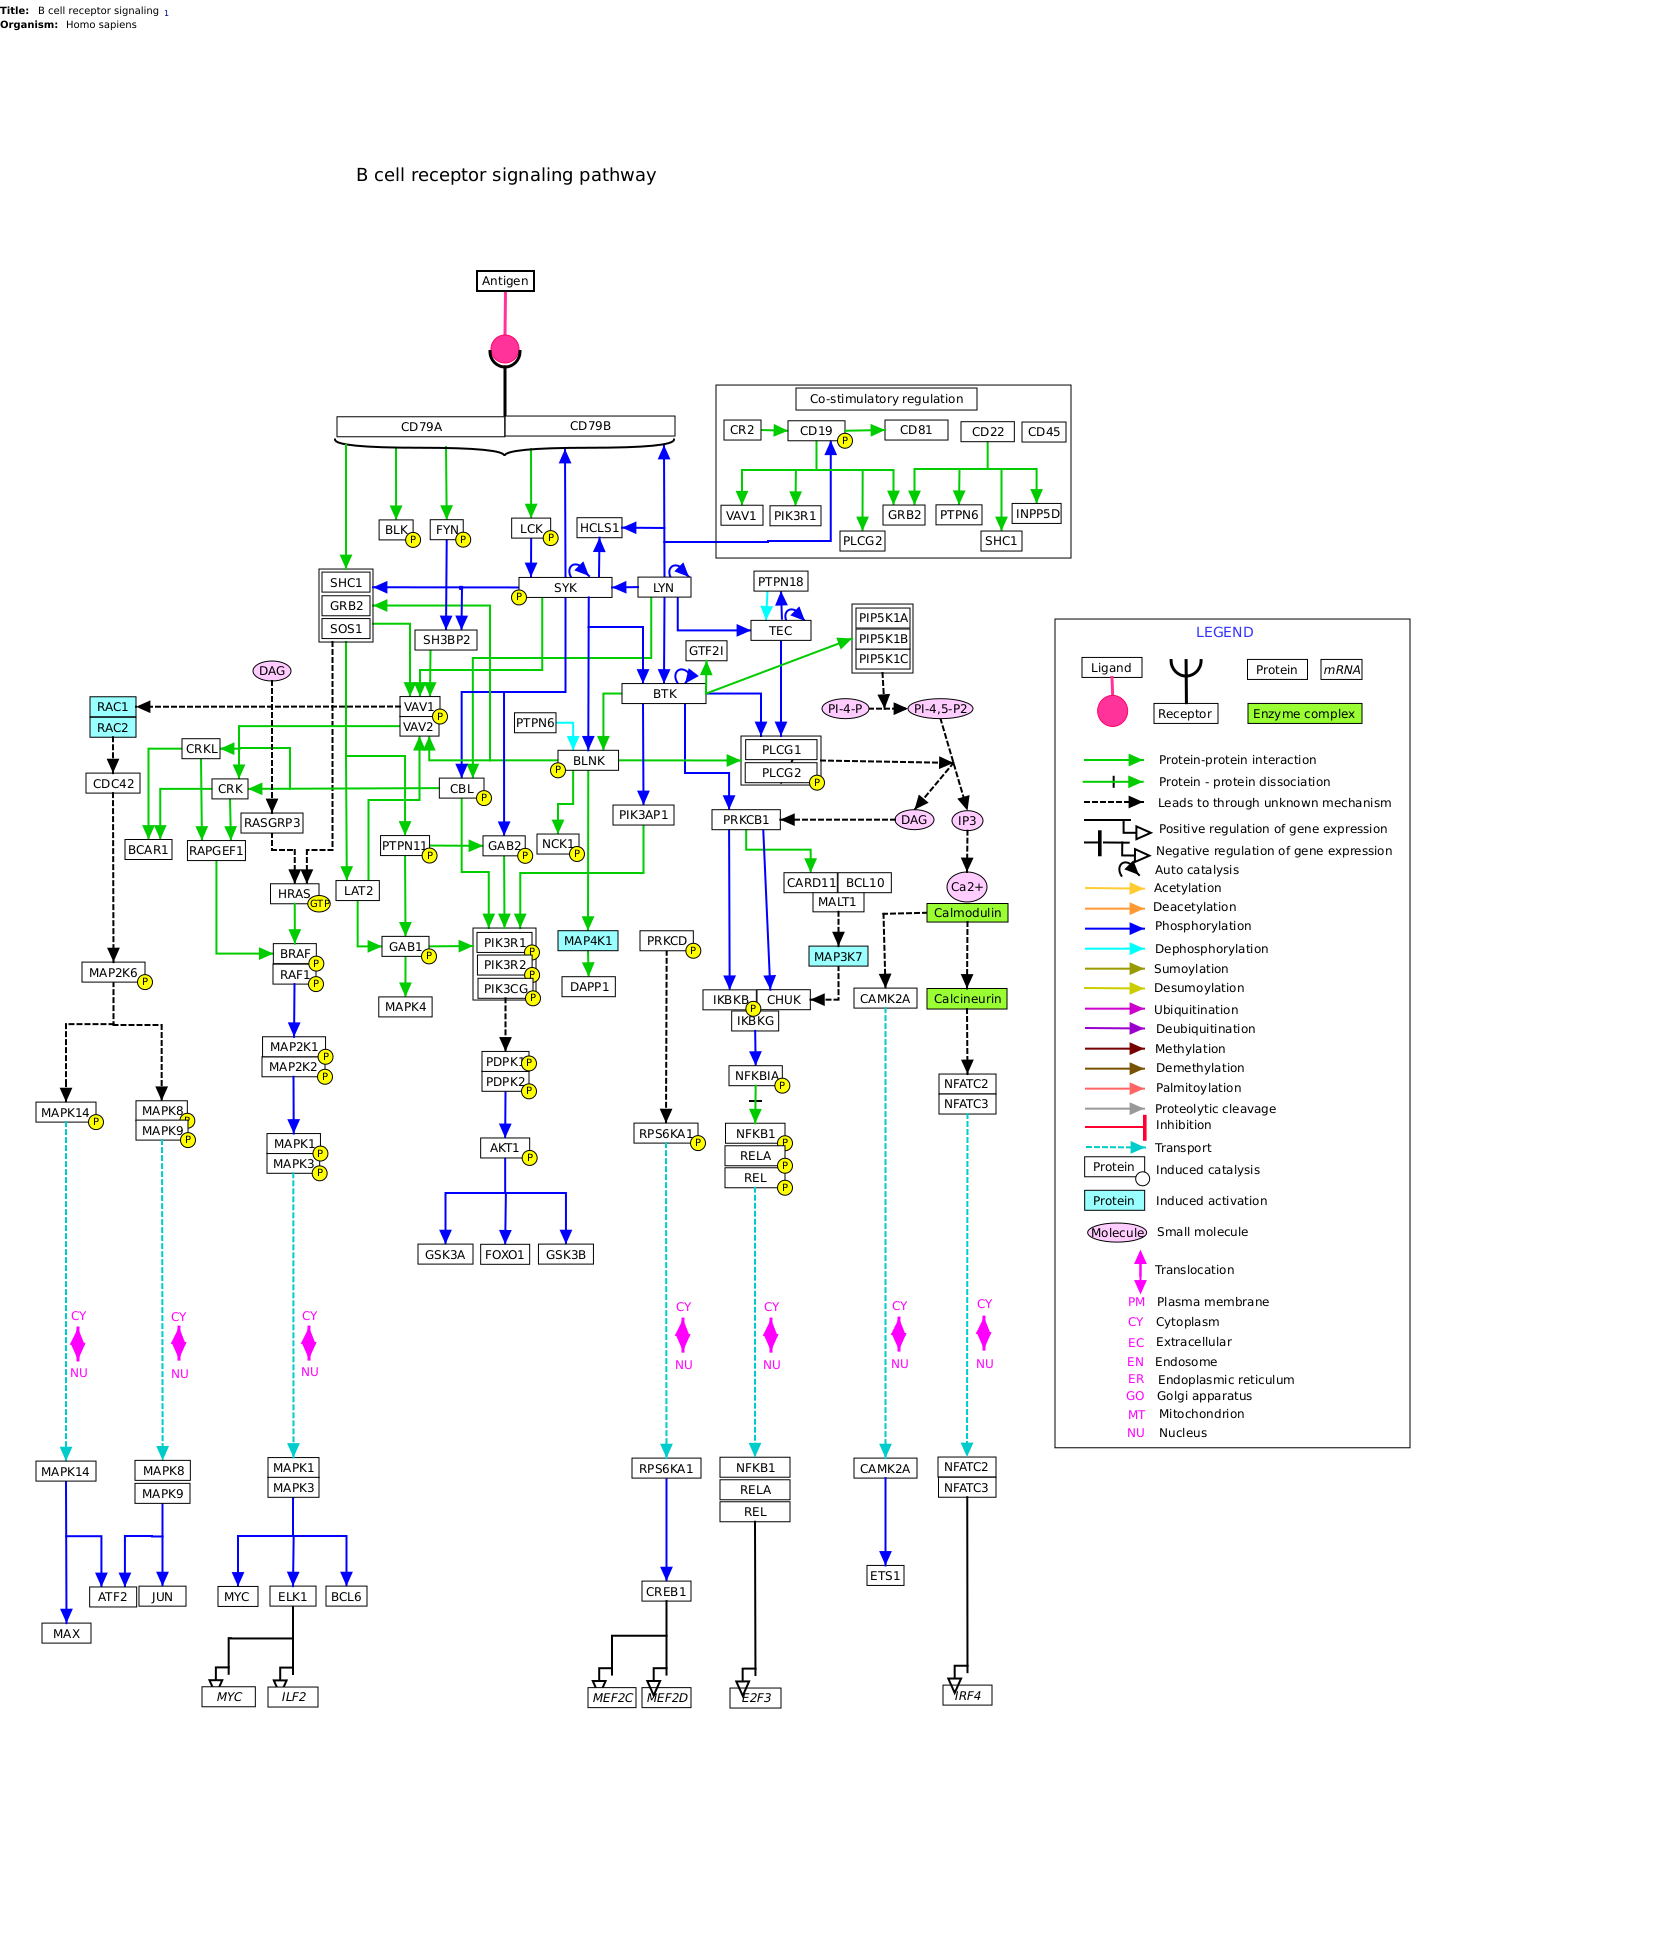 Title: B cell receptor signaling 1
Organism: Homo sapiens
B cell receptor signaling pathway
Antigen
CD79A
CD79B
Co-stimulatory regulation
CR2
CD19
P
CD81
CD22
CD45
VAV1
PIK3R1
GRB2
PTPN6
INPP5D
PLCG2
SHC1
BLK
P
FYN
P
LCK
P
HCLS1
SHC1
GRB2
SOS1
SYK
P
LYN
PTPN18
TEC
SH3BP2
GTF2I
PIP5K1A
PIP5K1B
PIP5K1C
DAG
BTK
RAC1
RAC2
VAV1
P
VAV2
PTPN6
PI-4-P
PI-4,5-P2
CRKL
BLNK
P
PLCG1
PLCG2
P
CDC42
CRK
CBL
P
RASGRP3
PIK3AP1
PRKCB1
DAG
IP3
BCAR1
RAPGEF1
PTPN11
P
GAB2
P
NCK1
P
HRAS
GTP
LAT2
CARD11
BCL10
MALT1
Ca2+
Calmodulin
BRAF
P
RAF1
P
GAB1
P
PIK3R1
P
PIK3R2
P
PIK3CG
P
MAP4K1
PRKCD
P
MAP3K7
MAP2K6
P
MAPK4
DAPP1
IKBKB
P
CHUK
IKBKG
CAMK2A
Calcineurin
MAP2K1
P
MAP2K2
P
PDPK1
P
PDPK2
P
NFKBIA
P
NFATC2
NFATC3
MAPK14
P
MAPK8
P
MAPK9
P
MAPK1
P
MAPK3
P
AKT1
P
RPS6KA1
P
NFKB1
P
RELA
P
REL
P
GSK3A
FOXO1
GSK3B
CY
NU
CY
NU
CY
NU
CY
NU
CY
NU
CY
NU
CY
NU
MAPK14
MAPK8
MAPK9
MAPK1
MAPK3
RPS6KA1
NFKB1
RELA
REL
CAMK2A
NFATC2
NFATC3
ATF2
JUN
MYC
ELK1
BCL6
CREB1
ETS1
MAX
MYC
ILF2
MEF2C
MEF2D
E2F3
IRF4
LEGEND
Ligand
Protein
mRNA
Receptor
Enzyme complex
Protein-protein interaction
Protein - protein dissociation
Leads to through unknown mechanism
Positive regulation of gene expression
Negative regulation of gene expression
Auto catalysis
Acetylation
Deacetylation
Phosphorylation
Dephosphorylation
Sumoylation
Desumoylation
Ubiquitination
Deubiquitination
Methylation
Demethylation
Palmitoylation
Proteolytic cleavage
Inhibition
Transport
Protein
Induced catalysis
Protein
Induced activation
Molecule
Small molecule
Translocation
PM Plasma membrane
CY Cytoplasm
EC Extracellular
EN Endosome
ER Endoplasmic reticulum
GO Golgi apparatus
MT Mitochondrion
NU Nucleus